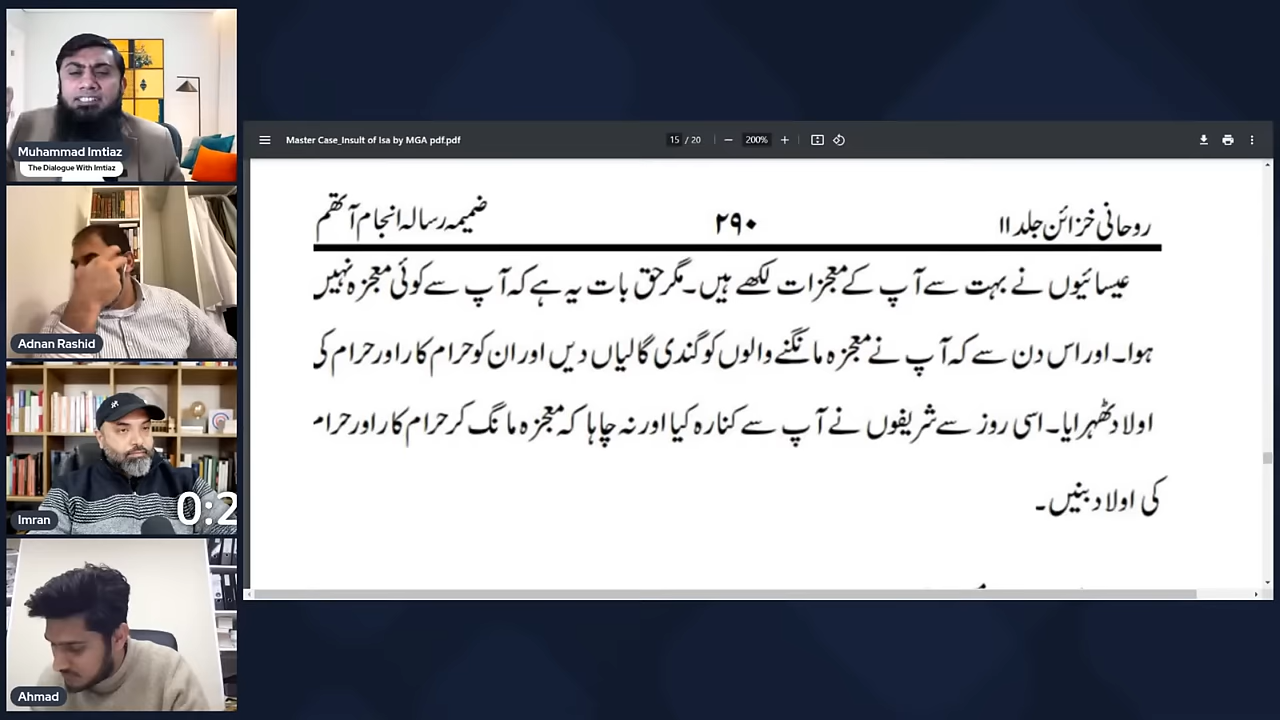 Muhammad Imtiaz
The Dialogue With Imtiaz
Adnan Rashid
Imran
0:2
Ahmad
Master Case_Insult of Isa by MGA pdf.pdf
15 / 20
200%
روحانی خزائن جلد ۱۱
۲۹۰
ضمیمہ رسالہ انجام آتھم
عیسائیوں نے بہت سے آپ کے معجزات لکھے ہیں۔ مگر حق بات یہ ہے کہ آپ سے کوئی معجزہ نہیں
ہوا۔ اور اس دن سے کہ آپ نے معجزہ مانگنے والوں کو گندی گالیاں دیں اور ان کو حرام کار اور حرام کی
اولاد ٹھہرایا۔ اسی روز سے شریفوں نے آپ سے کنارہ کیا اور نہ چاہا کہ معجزہ مانگ کر حرام کار اور حرام
کی اولاد بنیں۔